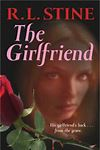 R.L. STINE
The
Girlfriend
His girlfriend's back . . .
from the grave.